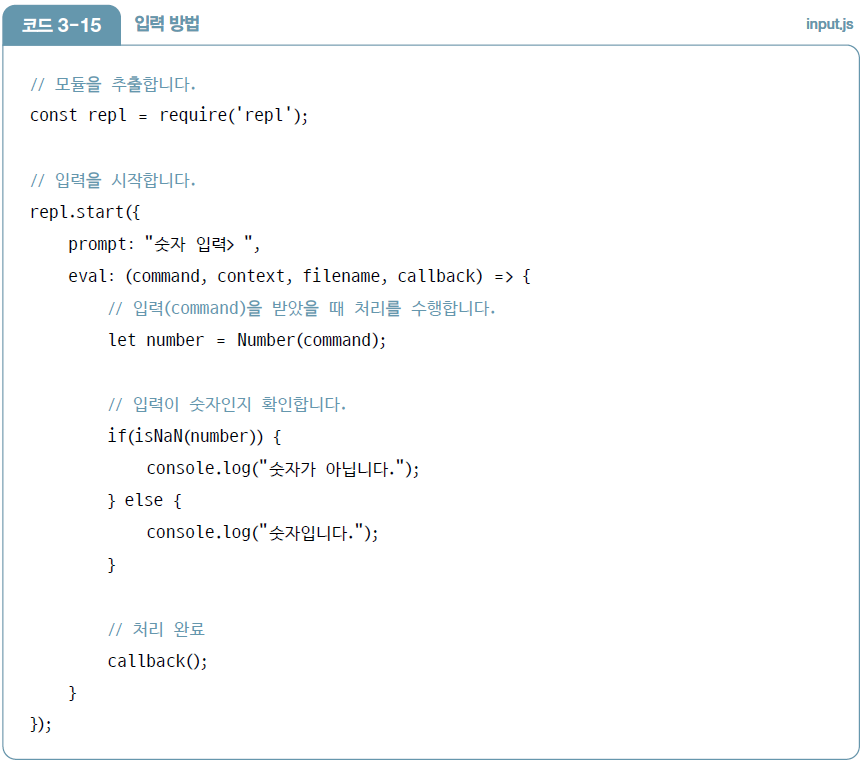 코드 3-15 입력 방법 input.js
// 모듈을 추출합니다.
const repl = require('repl');
// 입력을 시작합니다.
repl.start({
    prompt: "숫자 입력> ",
    eval: (command, context, filename, callback) => {
        // 입력(command)을 받았을 때 처리를 수행합니다.
        let number = Number(command);
        // 입력이 숫자인지 확인합니다.
        if(isNaN(number)) {
            console.log("숫자가 아닙니다.");
        } else {
            console.log("숫자입니다.");
        }
        // 처리 완료
        callback();
    }
});